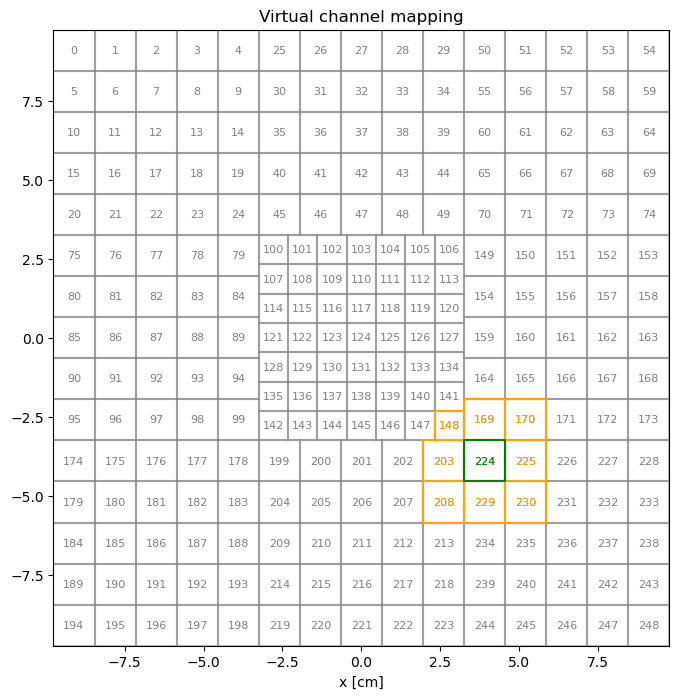 Virtual channel mapping
0 1 2 3 4 25 26 27 28 29 50 51 52 53 54
7.5 5 6 7 8 9 30 31 32 33 34 55 56 57 58 59
10 11 12 13 14 35 36 37 38 39 60 61 62 63 64
5.0 15 16 17 18 19 40 41 42 43 44 65 66 67 68 69
20 21 22 23 24 45 46 47 48 49 70 71 72 73 74
2.5 75 76 77 78 79 100 101 102 103 104 105 106 149 150 151 152 153
107 108 109 110 111 112 113
80 81 82 83 84 114 115 116 117 118 119 120 154 155 156 157 158
0.0 85 86 87 88 89 121 122 123 124 125 126 127 159 160 161 162 163
90 91 92 93 94 128 129 130 131 132 133 134 164 165 166 167 168
135 136 137 138 139 140 141
−2.5 95 96 97 98 99 142 143 144 145 146 147 148 169 170 171 172 173
174 175 176 177 178 199 200 201 202 203 224 225 226 227 228
−5.0 179 180 181 182 183 204 205 206 207 208 229 230 231 232 233
184 185 186 187 188 209 210 211 212 213 234 235 236 237 238
−7.5 189 190 191 192 193 214 215 216 217 218 239 240 241 242 243
194 195 196 197 198 219 220 221 222 223 244 245 246 247 248
−7.5 −5.0 −2.5 0.0 2.5 5.0 7.5
x [cm]